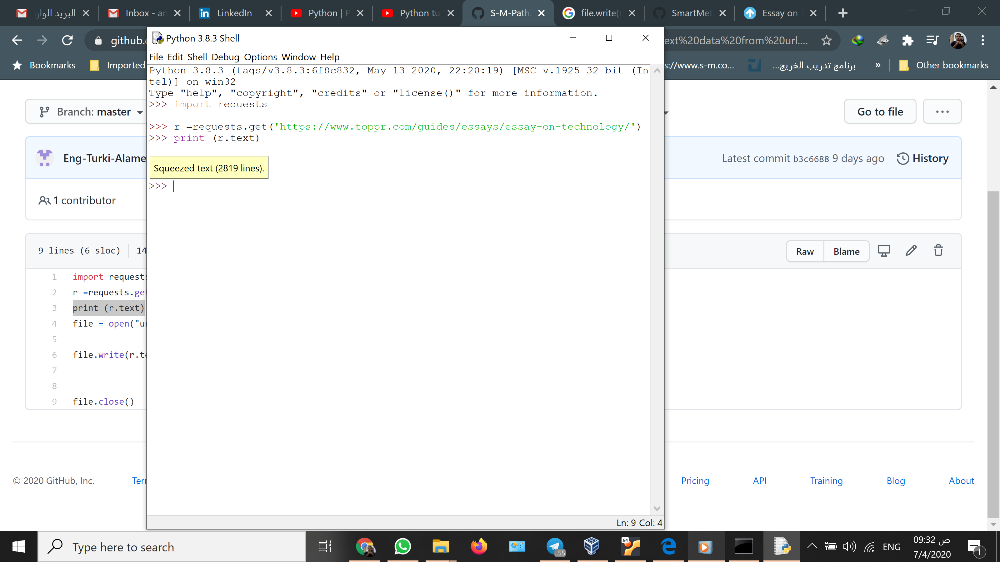 البريد الوار
Inbox - an
LinkedIn
Python | P
Python tu
S-M-Path
file.write(r
SmartMet
Essay on T
github.
ext%20data%20from%20url....
Bookmarks
Imported
s://www.s-m.co...
برنامج تدريب الخريج...
»
Other bookmarks
Python 3.8.3 Shell
File Edit Shell Debug Options Window Help
Python 3.8.3 (tags/v3.8.3:6f8c832, May 13 2020, 22:20:19) [MSC v.1925 32 bit (In
tel)] on win32
Type "help", "copyright", "credits" or "license()" for more information.
>>> import requests
>>> r =requests.get('https://www.toppr.com/guides/essays/essay-on-technology/')
>>> print (r.text)
Squeezed text (2819 lines).
>>>
Ln: 9 Col: 4
Branch: master
Go to file
Eng-Turki-Alame
Latest commit b3c6688 9 days ago
History
1 contributor
9 lines (6 sloc)
14
Raw
Blame
1 import requests
2 r =requests.get
3 print (r.text)
4 file = open("ur
5
6 file.write(r.te
7
8
9 file.close()
© 2020 GitHub, Inc.
Terr
Pricing
API
Training
Blog
About
Type here to search
64
..55
ENG
09:32 ص
7/4/2020
١